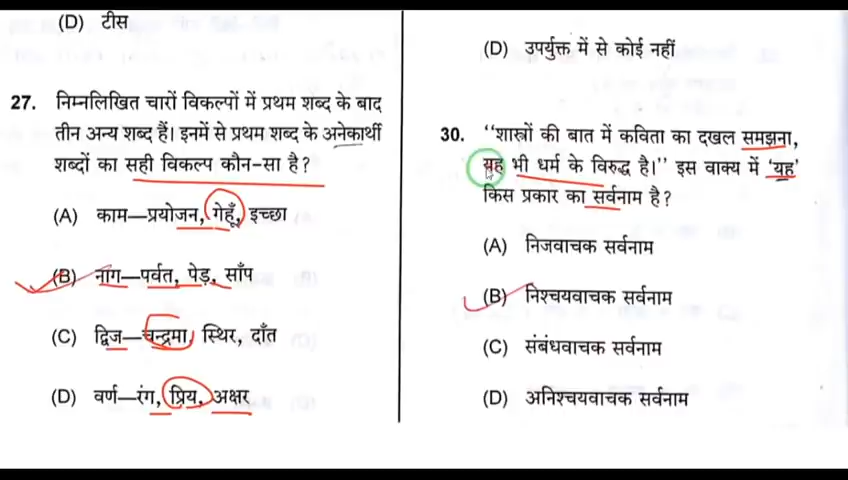 (D) टीस
27. निम्नलिखित चारों विकल्पों में प्रथम शब्द के बाद
तीन अन्य शब्द हैं। इनमें से प्रथम शब्द के अनेकार्थी
शब्दों का सही विकल्प कौन-सा है?
(A) काम—प्रयोजन, गेहूँ, इच्छा
(B) नाग—पर्वत, पेड़, साँप
(C) द्विज—चन्द्रमा, स्थिर, दाँत
(D) वर्ण—रंग, प्रिय, अक्षर
(D) उपर्युक्त में से कोई नहीं
30. ‘‘शास्त्रों की बात में कविता का दखल समझना,
यह भी धर्म के विरुद्ध है।’’ इस वाक्य में ‘यह’
किस प्रकार का सर्वनाम है?
(A) निजवाचक सर्वनाम
(B) निश्चयवाचक सर्वनाम
(C) संबंधवाचक सर्वनाम
(D) अनिश्चयवाचक सर्वनाम